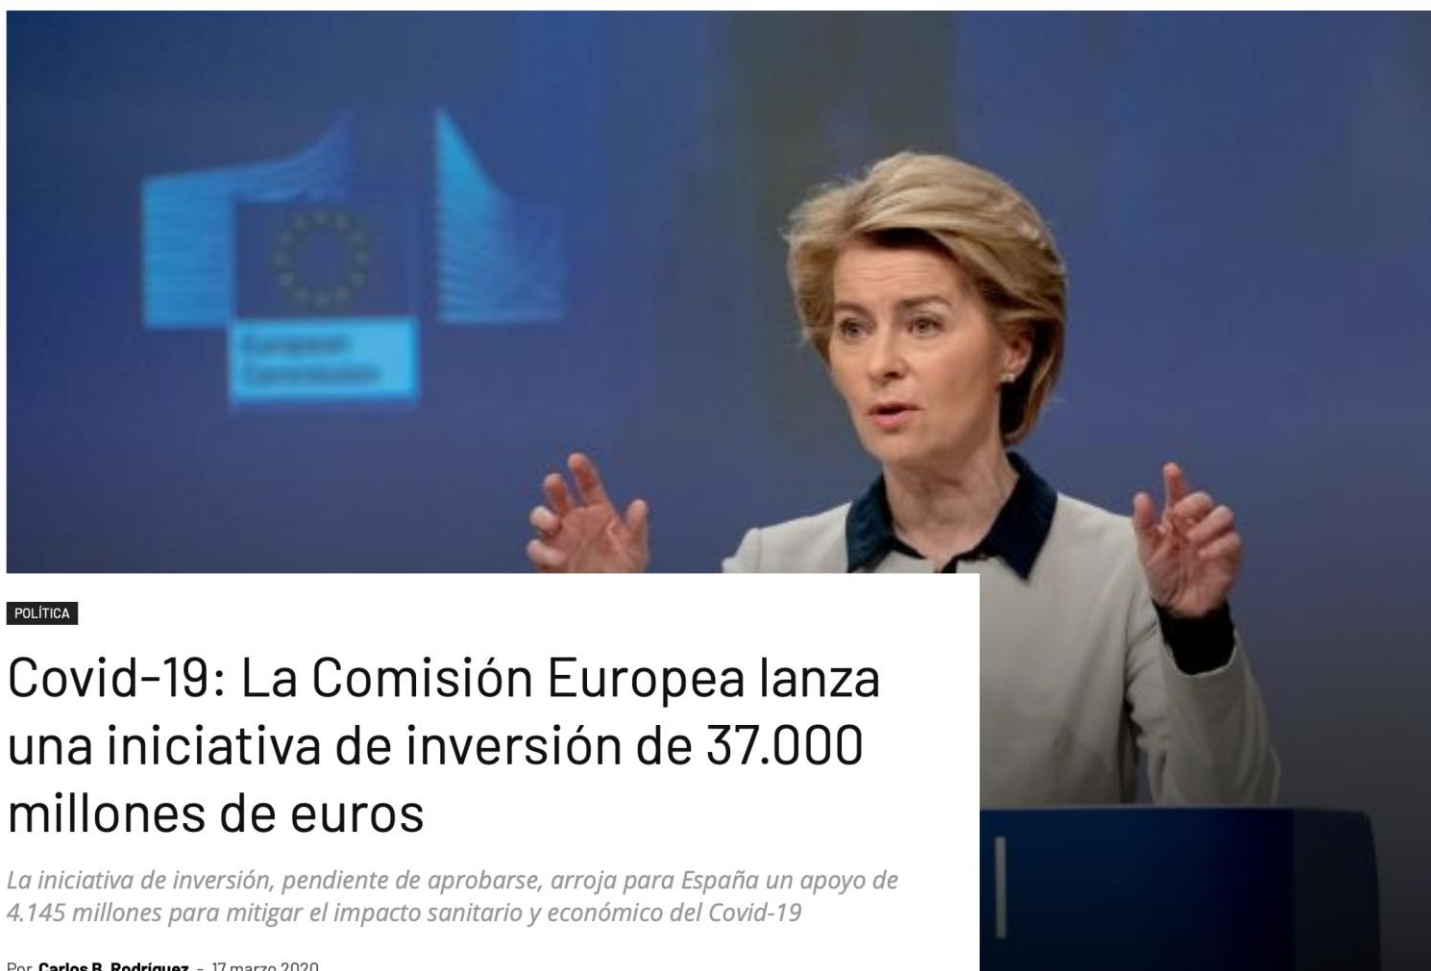 European
Commission
POLÍTICA
Covid-19: La Comisión Europea lanza
una iniciativa de inversión de 37.000
millones de euros
La iniciativa de inversión, pendiente de aprobarse, arroja para España un apoyo de
4.145 millones para mitigar el impacto sanitario y económico del Covid-19
Por Carlos B. Rodríguez - 17 marzo 2020